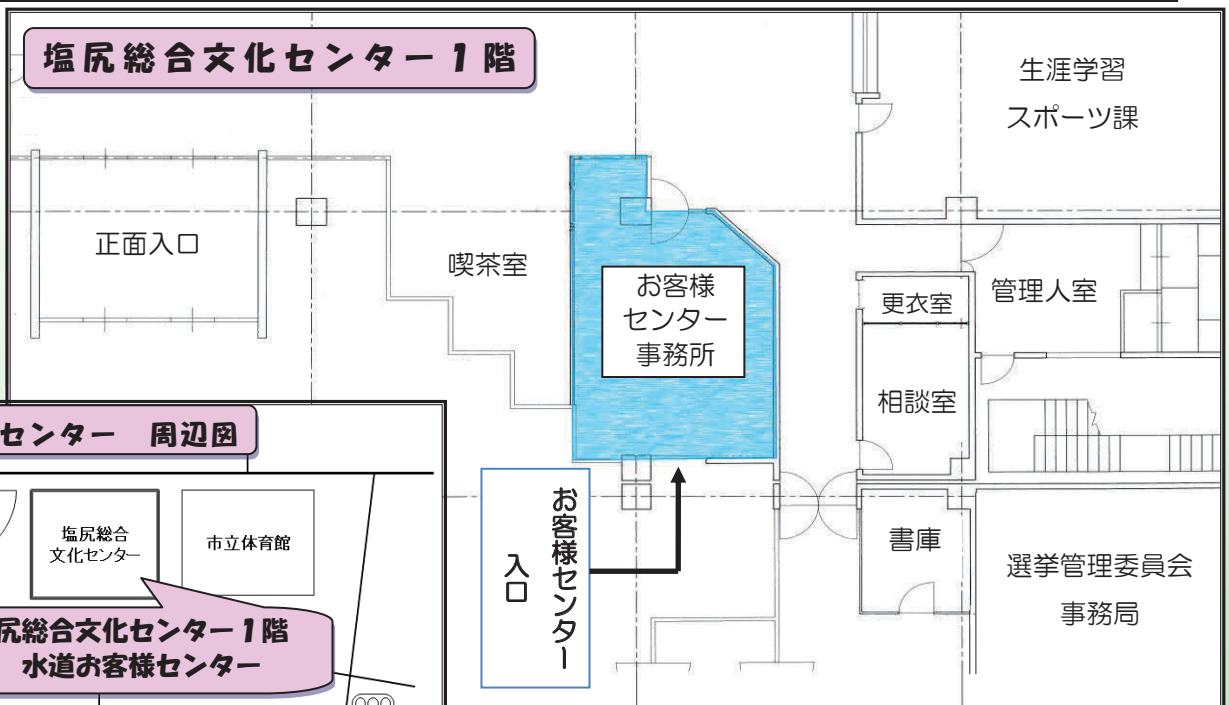 塩尻総合文化センター1階
生涯学習
スポーツ課
正面入口
喫茶室
お客様
センター
事務所
更衣室
管理人室
相談室
センター 周辺図
塩尻総合
文化センター
市立体育館
尻総合文化センター1階
水道お客様センター
お客様センター
入口
書庫
選挙管理委員会
事務局